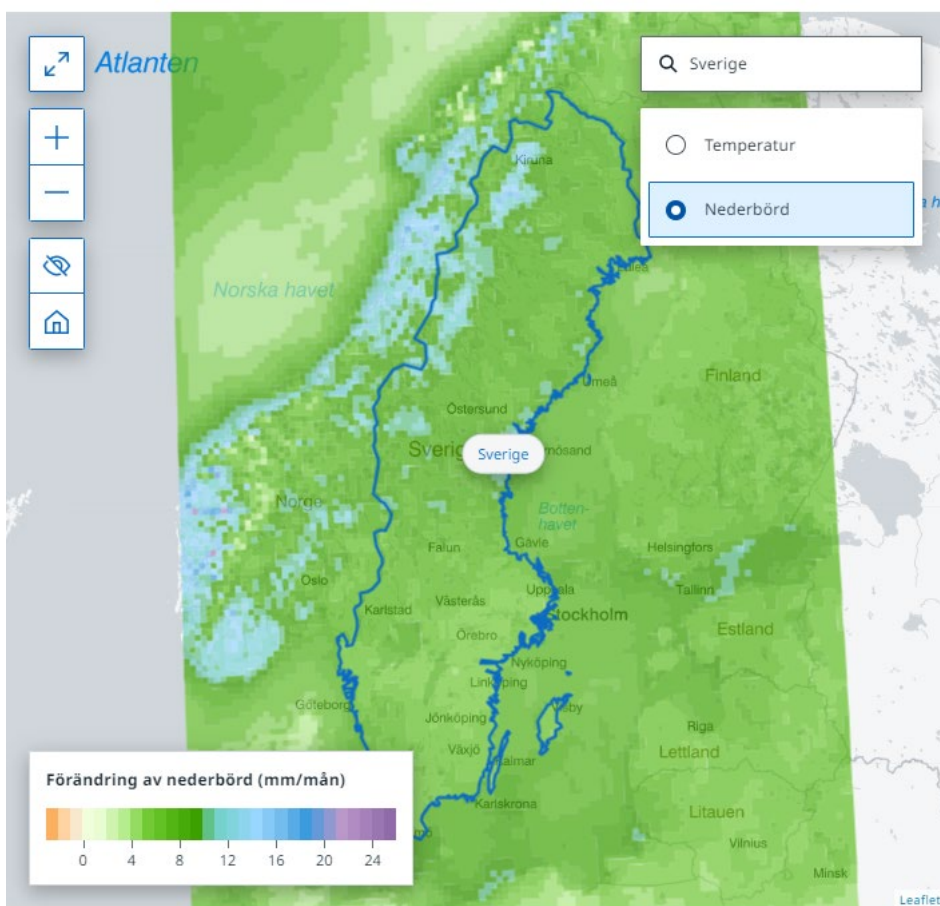 Atlanten
Sverige
Temperatur
Nederbörd
Kiruna
Luleå
Norska havet
Umeå
Finland
Östersund
Sverig
Sverige
rnösand
Norge
Botten-
havet
Falun
Gävle
Helsingfors
Oslo
Uppsala
Tallinn
Karlstad
Västerås
Stockholm
Örebro
Estland
Nyköping
Linköping
Göteborg
Jönköping
Riga
Växjö
Kalmar
Lettland
Förändring av nederbörd (mm/mån)
Karlskrona
Litauen
Vilnius
0 4 8 12 16 20 24
Minsk
Leaflet